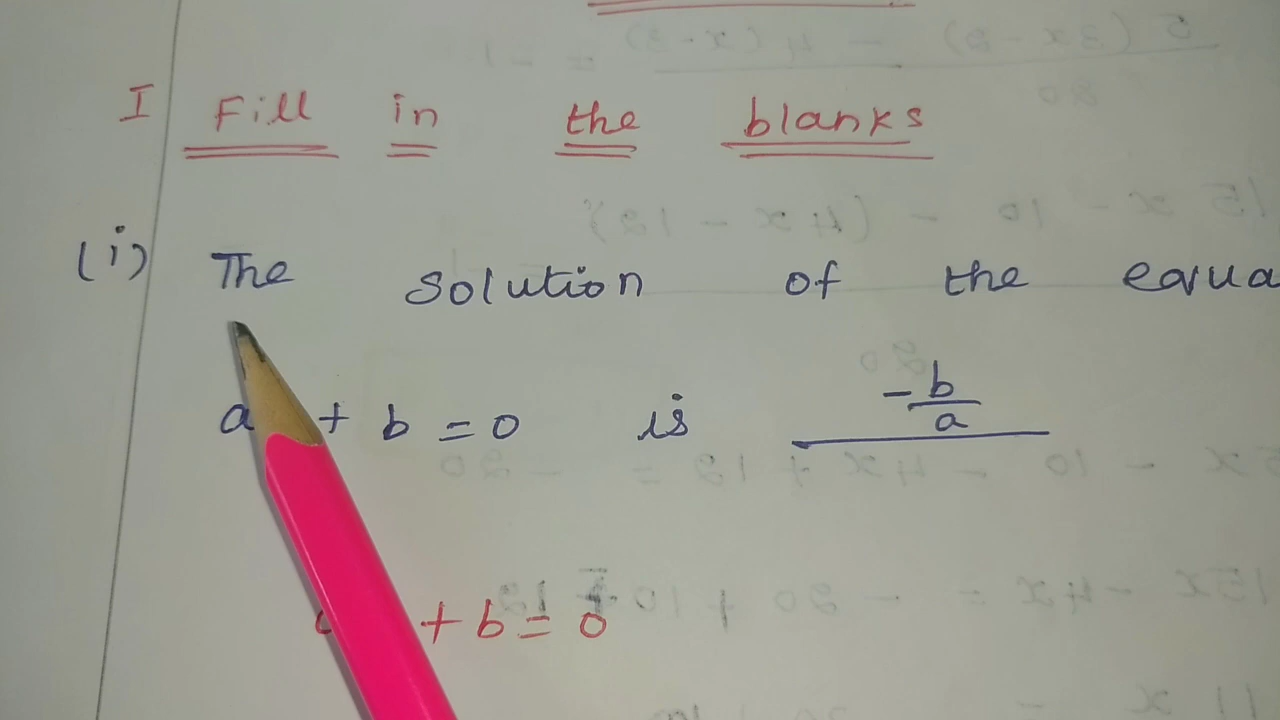 I Fill in the blanks
(i) The solution of the equa
a + b = 0 is -b/a
+ b = 0